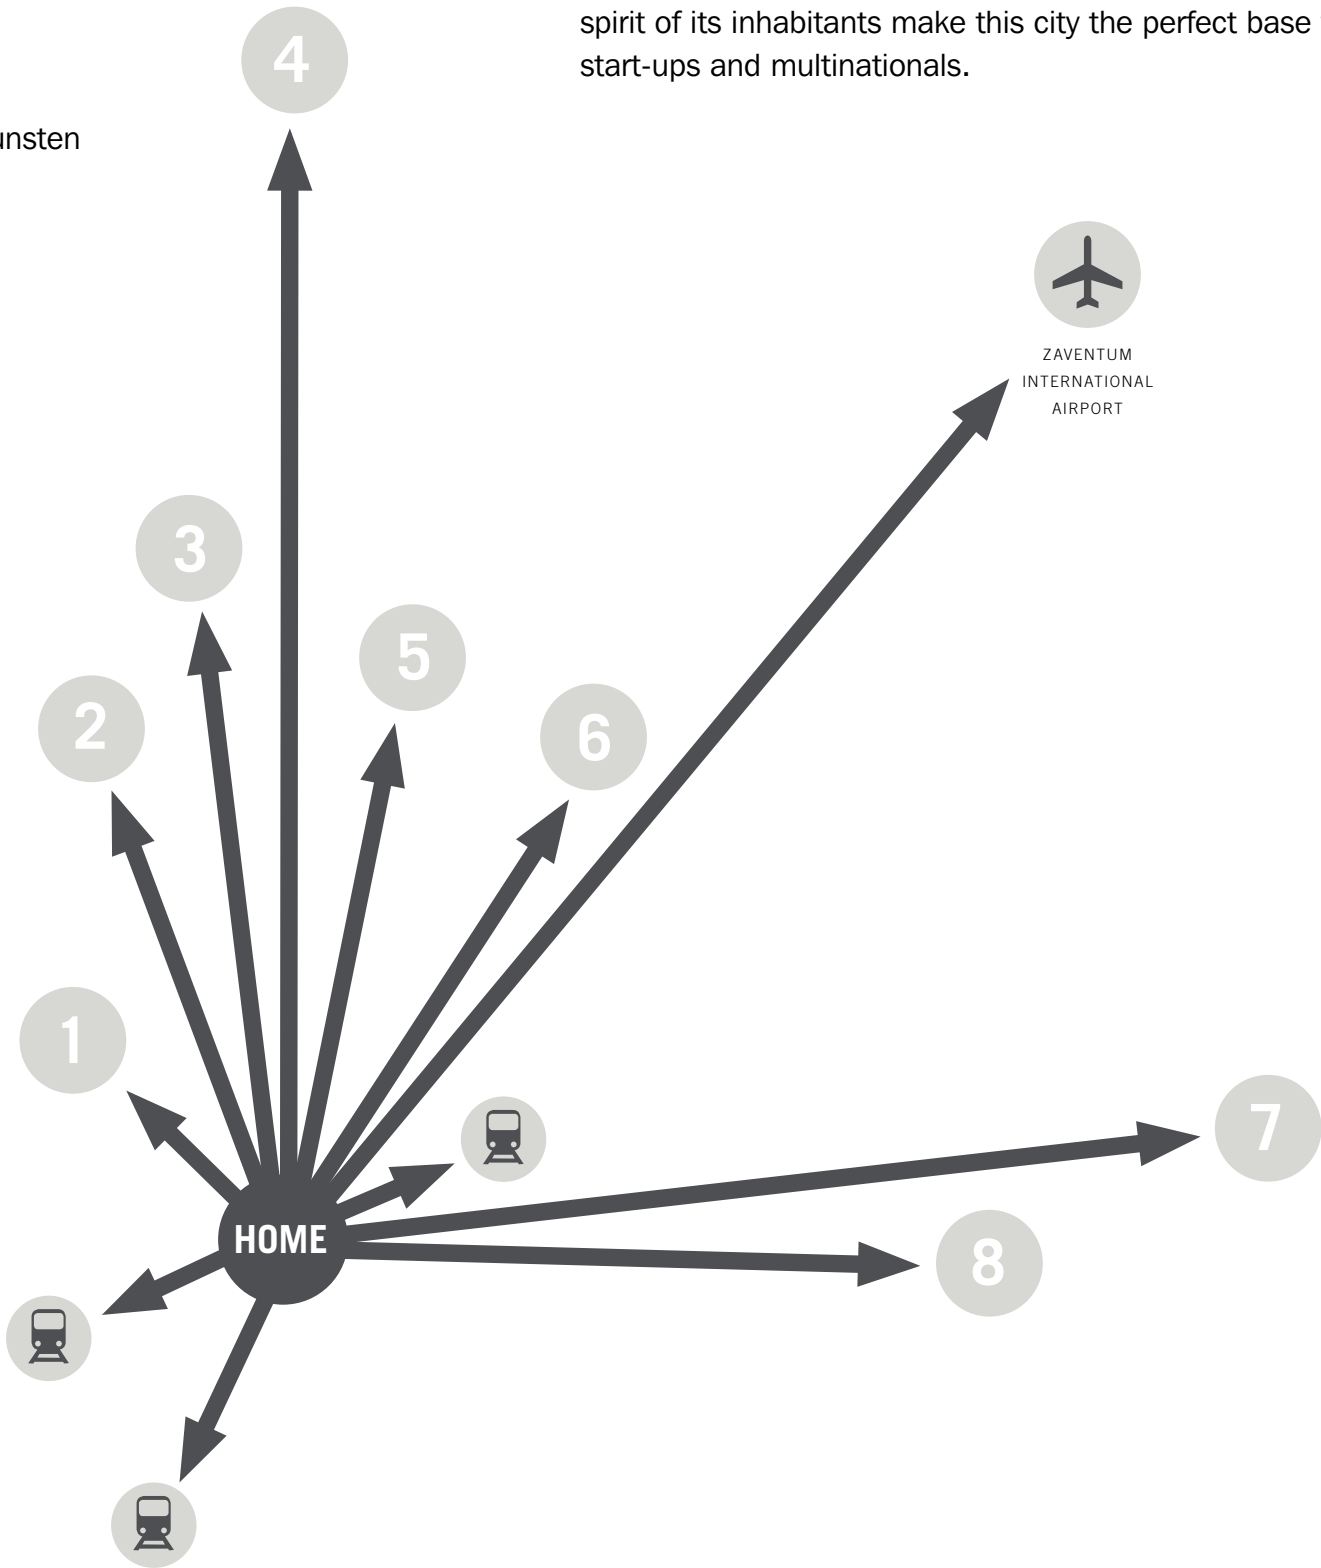 spirit of its inhabitants make this city the perfect base
start-ups and multinationals.
4
ZAVENTUM
INTERNATIONAL
AIRPORT
3
5
2
6
1
7
HOME
8